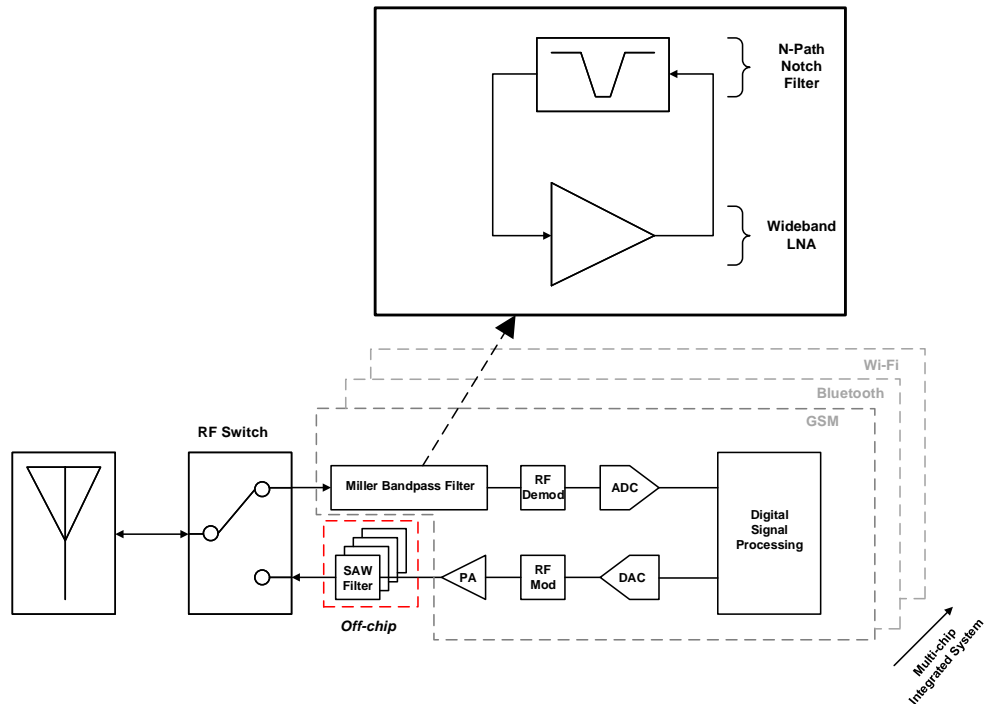 N-Path
Notch
Filter
Wideband
LNA
Wi-Fi
Bluetooth
GSM
RF Switch
Miller Bandpass Filter
RF
Demod
ADC
Digital
Signal
Processing
SAW
Filter
PA
RF
Mod
DAC
Off-chip
Multi-chip
Integrated System